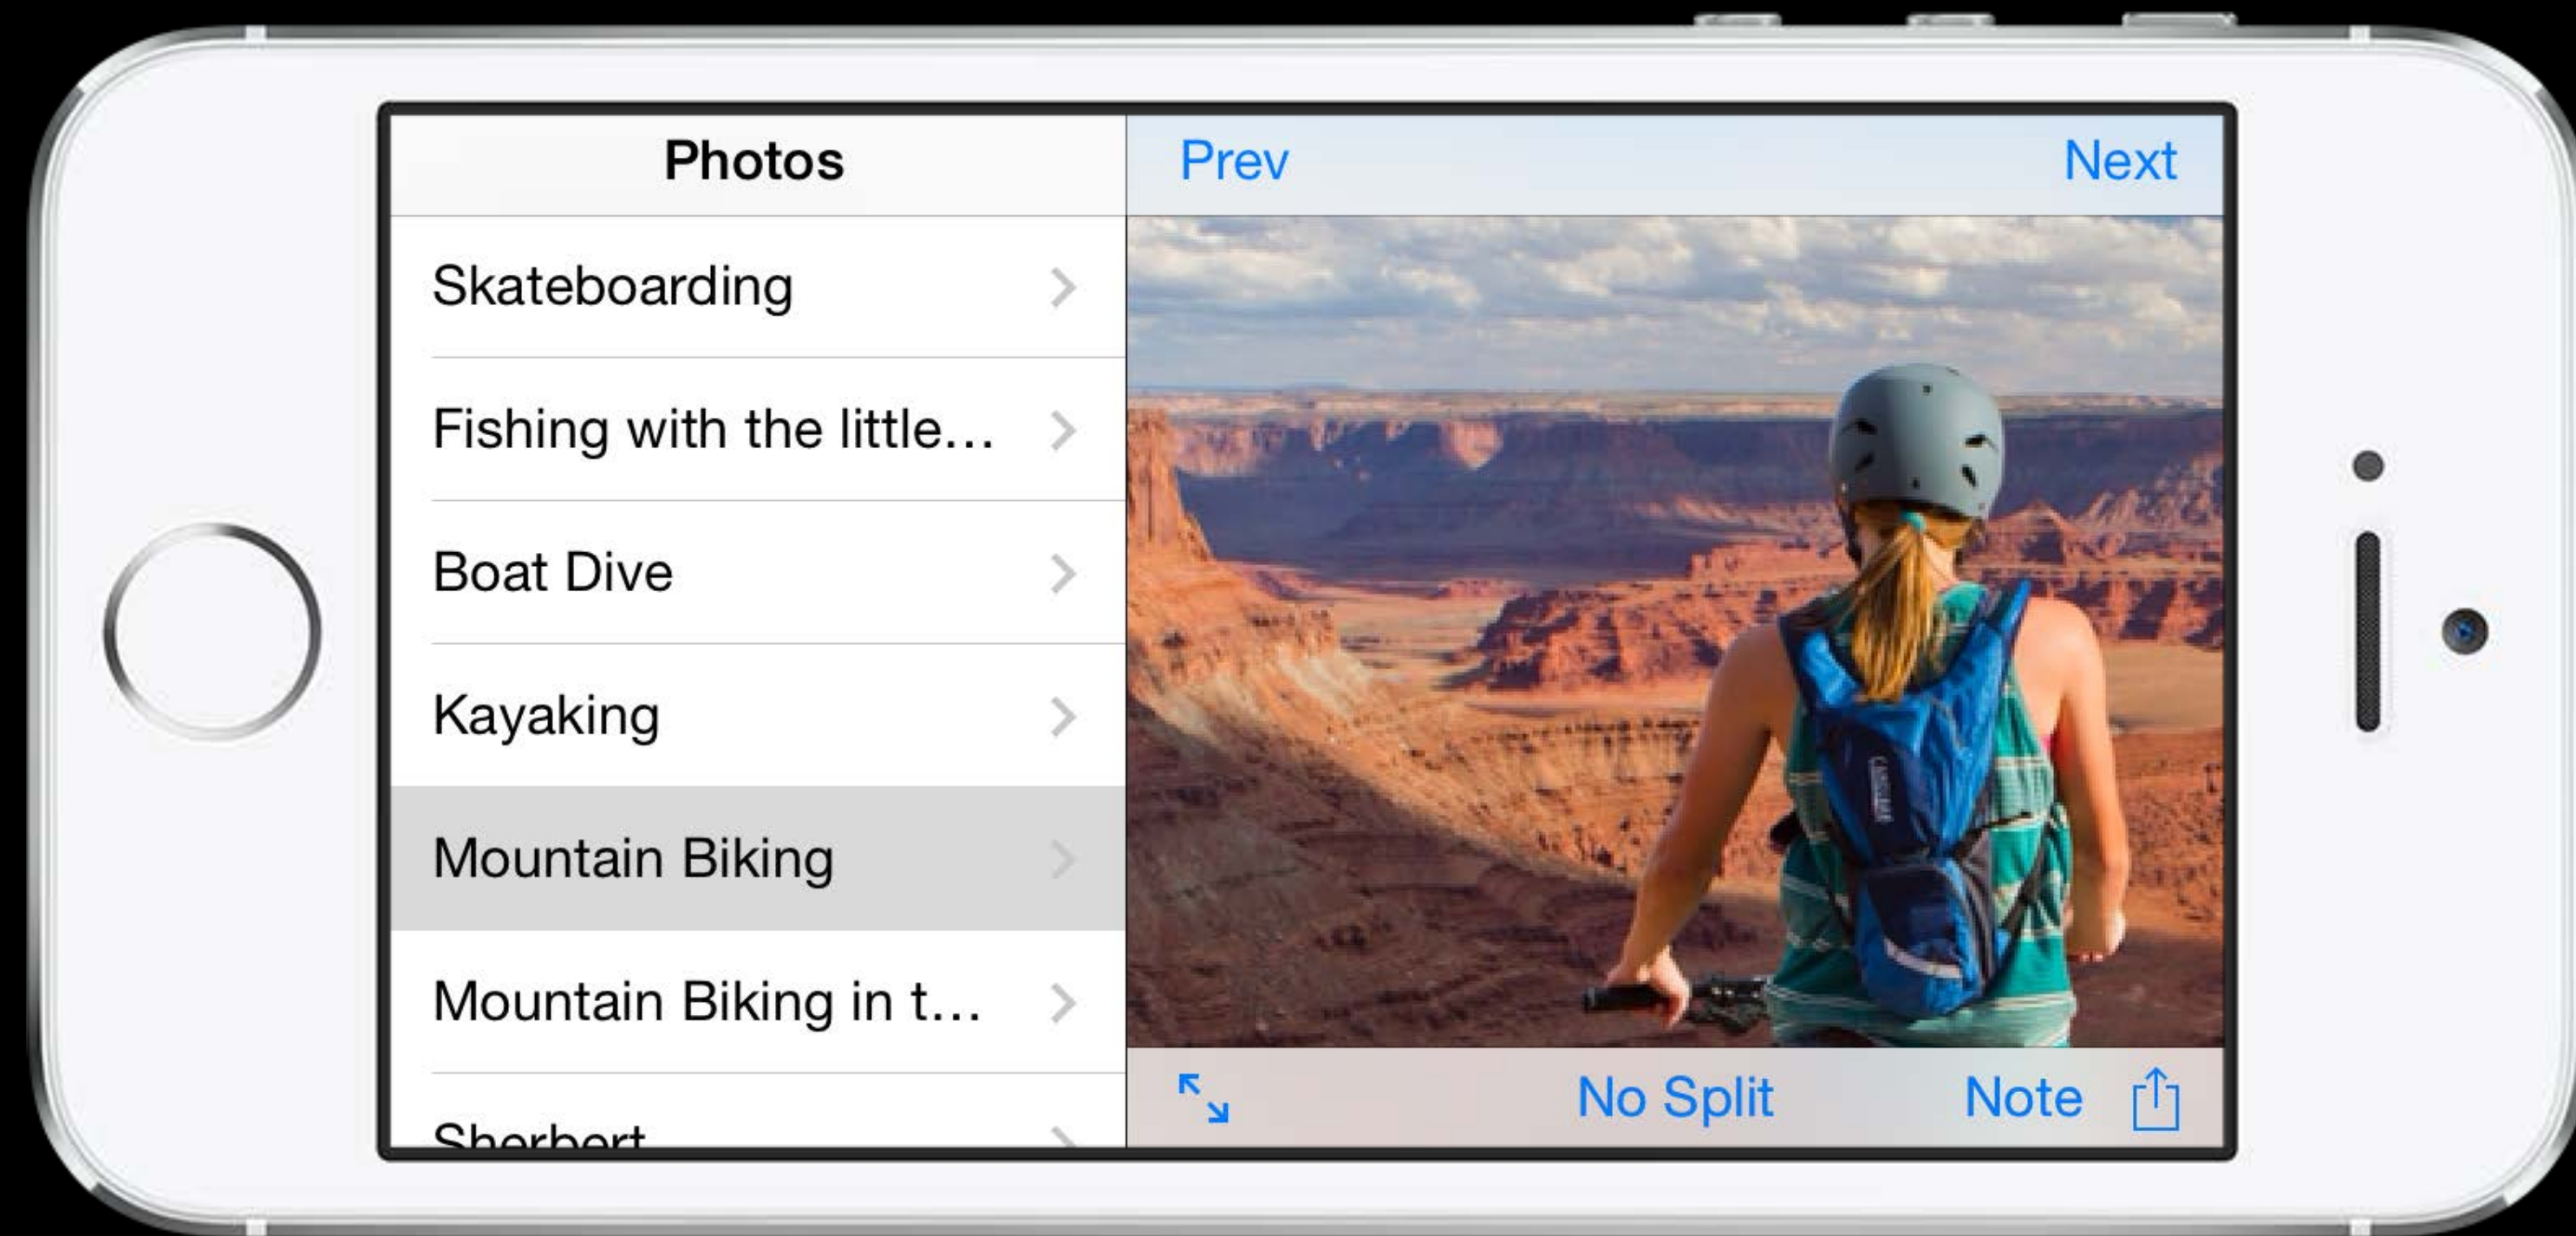 Photos
Skateboarding
Fishing with the little...
Boat Dive
Kayaking
Mountain Biking
Mountain Biking in t...
Sherbert
Prev
Next
No Split
Note